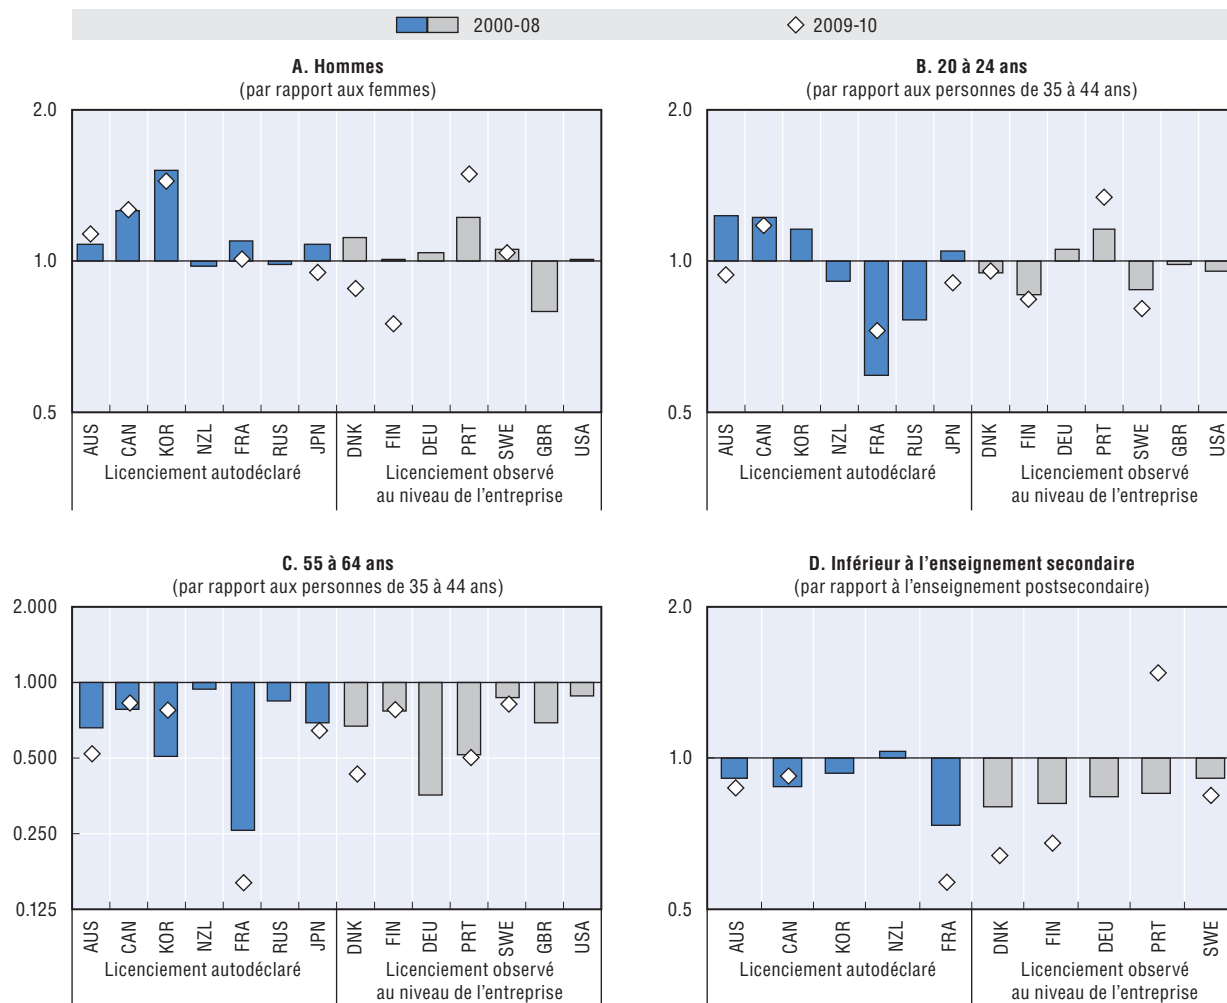 2000-08 2009-10
A. Hommes
(par rapport aux femmes)
2.0
1.0
0.5
AUS CAN KOR NZL FRA RUS JPN DNK FIN DEU PRT SWE GBR USA
Licenciement autodéclaré Licenciement observé
au niveau de l'entreprise
B. 20 à 24 ans
(par rapport aux personnes de 35 à 44 ans)
2.0
1.0
0.5
AUS CAN KOR NZL FRA RUS JPN DNK FIN DEU PRT SWE GBR USA
Licenciement autodéclaré Licenciement observé
au niveau de l'entreprise
C. 55 à 64 ans
(par rapport aux personnes de 35 à 44 ans)
2.000
1.000
0.500
0.250
0.125
AUS CAN KOR NZL FRA RUS JPN DNK FIN DEU PRT SWE GBR USA
Licenciement autodéclaré Licenciement observé
au niveau de l'entreprise
D. Inférieur à l'enseignement secondaire
(par rapport à l'enseignement postsecondaire)
2.0
1.0
0.5
AUS CAN KOR NZL FRA DNK FIN DEU PRT SWE
Licenciement autodéclaré Licenciement observé
au niveau de l'entreprise